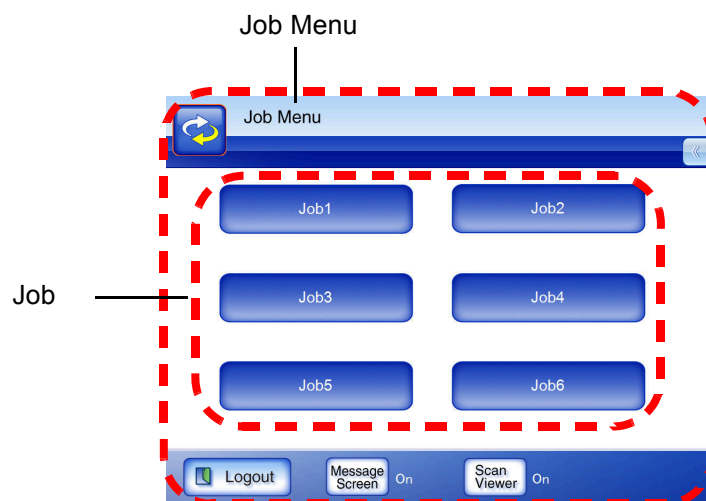 Job Menu
Job Menu
Job1
Job2
Job
Job3
Job4
Job5
Job6
Logout
Message
Screen
On
Scan
Viewer
On